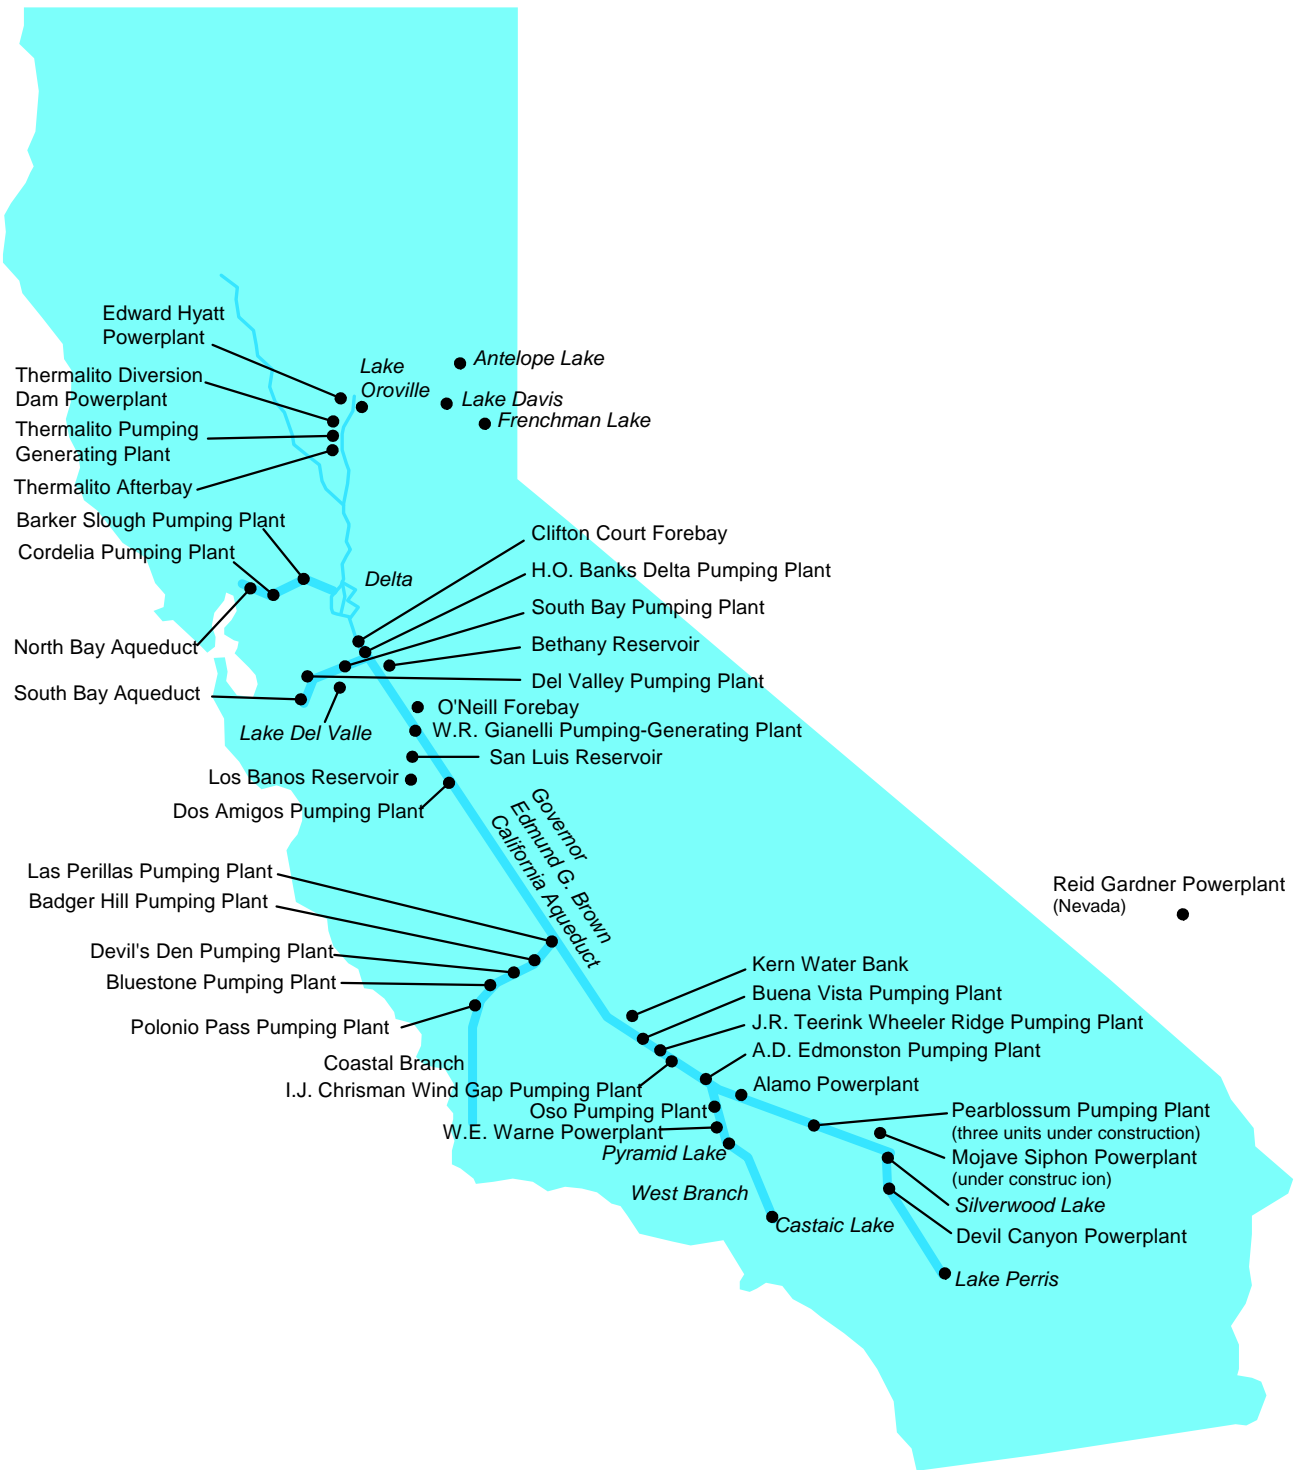 Edward Hyatt
Powerplant
Thermalito Diversion
Dam Powerplant
Thermalito Pumping
Generating Plant
Thermalito Afterbay
Barker Slough Pumping Plant
Cordelia Pumping Plant
North Bay Aqueduct
South Bay Aqueduct
Lake
Oroville
Antelope Lake
Lake Davis
Frenchman Lake
Delta
Clifton Court Forebay
H.O. Banks Delta Pumping Plant
South Bay Pumping Plant
Bethany Reservoir
Del Valley Pumping Plant
Lake Del Valle
O'Neill Forebay
W.R. Gianelli Pumping-Generating Plant
San Luis Reservoir
Los Banos Reservoir
Dos Amigos Pumping Plant
Governor
Edmund G. Brown
California Aqueduct
Las Perillas Pumping Plant
Badger Hill Pumping Plant
Devil's Den Pumping Plant
Bluestone Pumping Plant
Polonio Pass Pumping Plant
Coastal Branch
Reid Gardner Powerplant
(Nevada)
Kern Water Bank
Buena Vista Pumping Plant
J.R. Teerink Wheeler Ridge Pumping Plant
A.D. Edmonston Pumping Plant
I.J. Chrisman Wind Gap Pumping Plant
Alamo Powerplant
Oso Pumping Plant
W.E. Warne Powerplant
Pyramid Lake
West Branch
Castaic Lake
Pearblossum Pumping Plant
(three units under construction)
Mojave Siphon Powerplant
(under construc ion)
Silverwood Lake
Devil Canyon Powerplant
Lake Perris